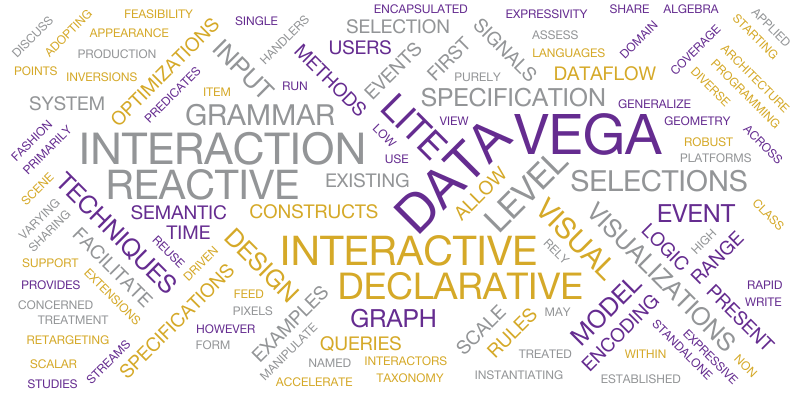 ENCAPSULATED
SHARE
ALGEBRA
FEASIBILITY
SINGLE
EXPRESSIVITY
APPLIED
DISCUSS
ADOPTING
APPEARANCE
HANDLERS
SELECTION
SIGNALS
ASSESS
DOMAIN
STARTING
PRODUCTION
OPTIMIZATIONS
INPUT
USERS
LANGUAGES
COVERAGE
ARCHITECTURE
POINTS
INVERSIONS
METHODS
EVENTS
FIRST
PURELY
DATAFLOW
DIVERSE
PROGRAMMING
PREDICATES
ITEM
RUN
SPECIFICATION
SYSTEM
GRAMMAR
LITE
GENERALIZE
FASHION
LOW
VIEW
DATA
VEGA
GEOMETRY
ACROSS
PRIMARILY
INTERACTION
USE
ROBUST
PLATFORMS
REACTIVE
EXISTING
ALLOW
LEVEL
SELECTIONS
SCENE
TECHNIQUES
SEMANTIC
CONSTRUCTS
VISUAL
VISUALIZATIONS
EVENT
CLASS
VARYING
SHARING
TIME
LOGIC
HIGH
RANGE
FACILITATE
REUSE
DESIGN
INTERACTIVE
RELY
SUPPORT
DRIVEN
PROVIDES
EXTENSIONS
SPECIFICATIONS
DECLARATIVE
MODEL
PRESENT
RAPID
WRITE
CONCERNED
TREATMENT
FEED
PIXELS
EXAMPLES
GRAPH
SCALE
RULES
MAY
ENCODING
RETARGETING
HOWEVER
FORM
MANIPULATE
QUERIES
STANDALONE
EXPRESSIVE
NON
SCALAR
STREAMS
NAMED
INTERACTORS
TREATED
WITHIN
STUDIES
ACCELERATE
TAXONOMY
INSTANTIATING
ESTABLISHED